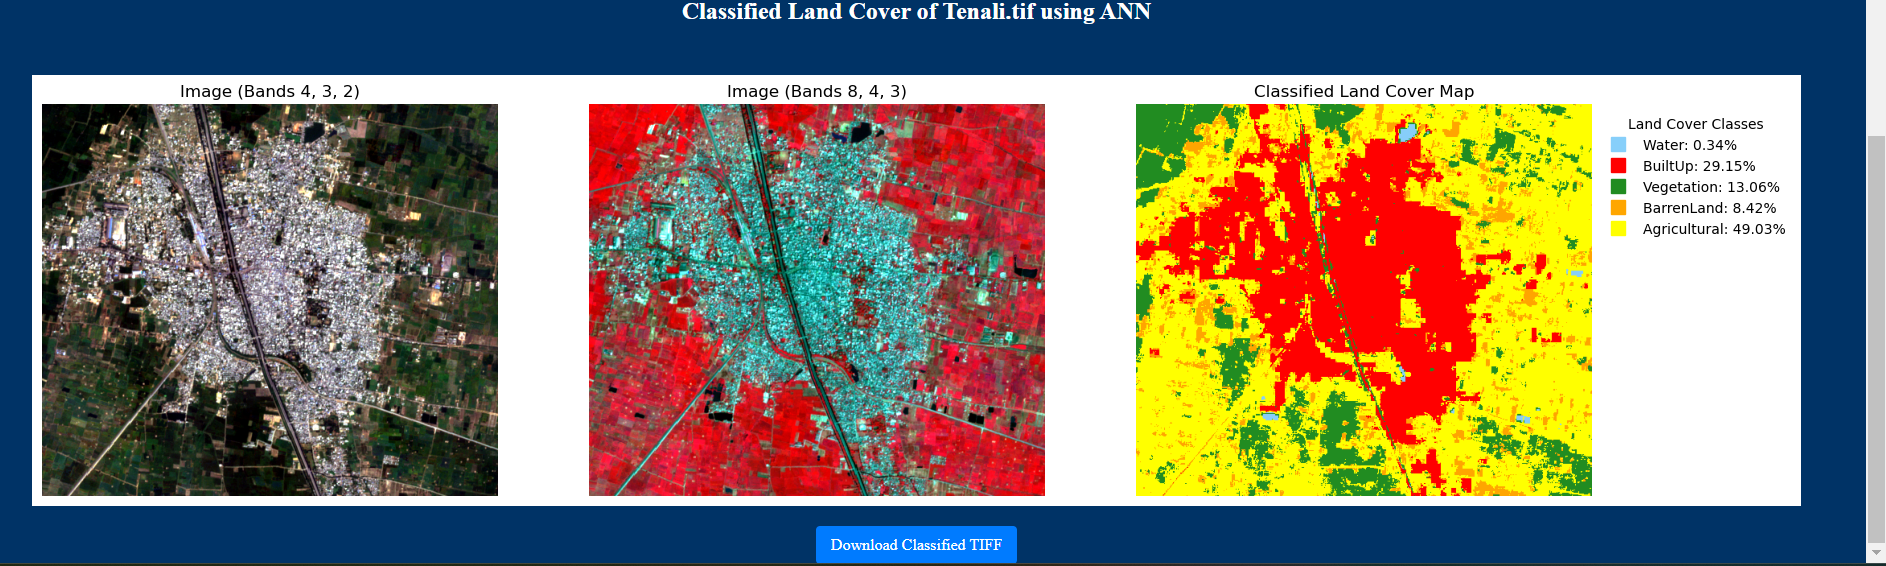 Classified Land Cover of Tenali.tif using ANN
Image (Bands 4, 3, 2)
Image (Bands 8, 4, 3)
Classified Land Cover Map
Land Cover Classes
Water: 0.34%
BuiltUp: 29.15%
Vegetation: 13.06%
BarrenLand: 8.42%
Agricultural: 49.03%
Download Classified TIFF